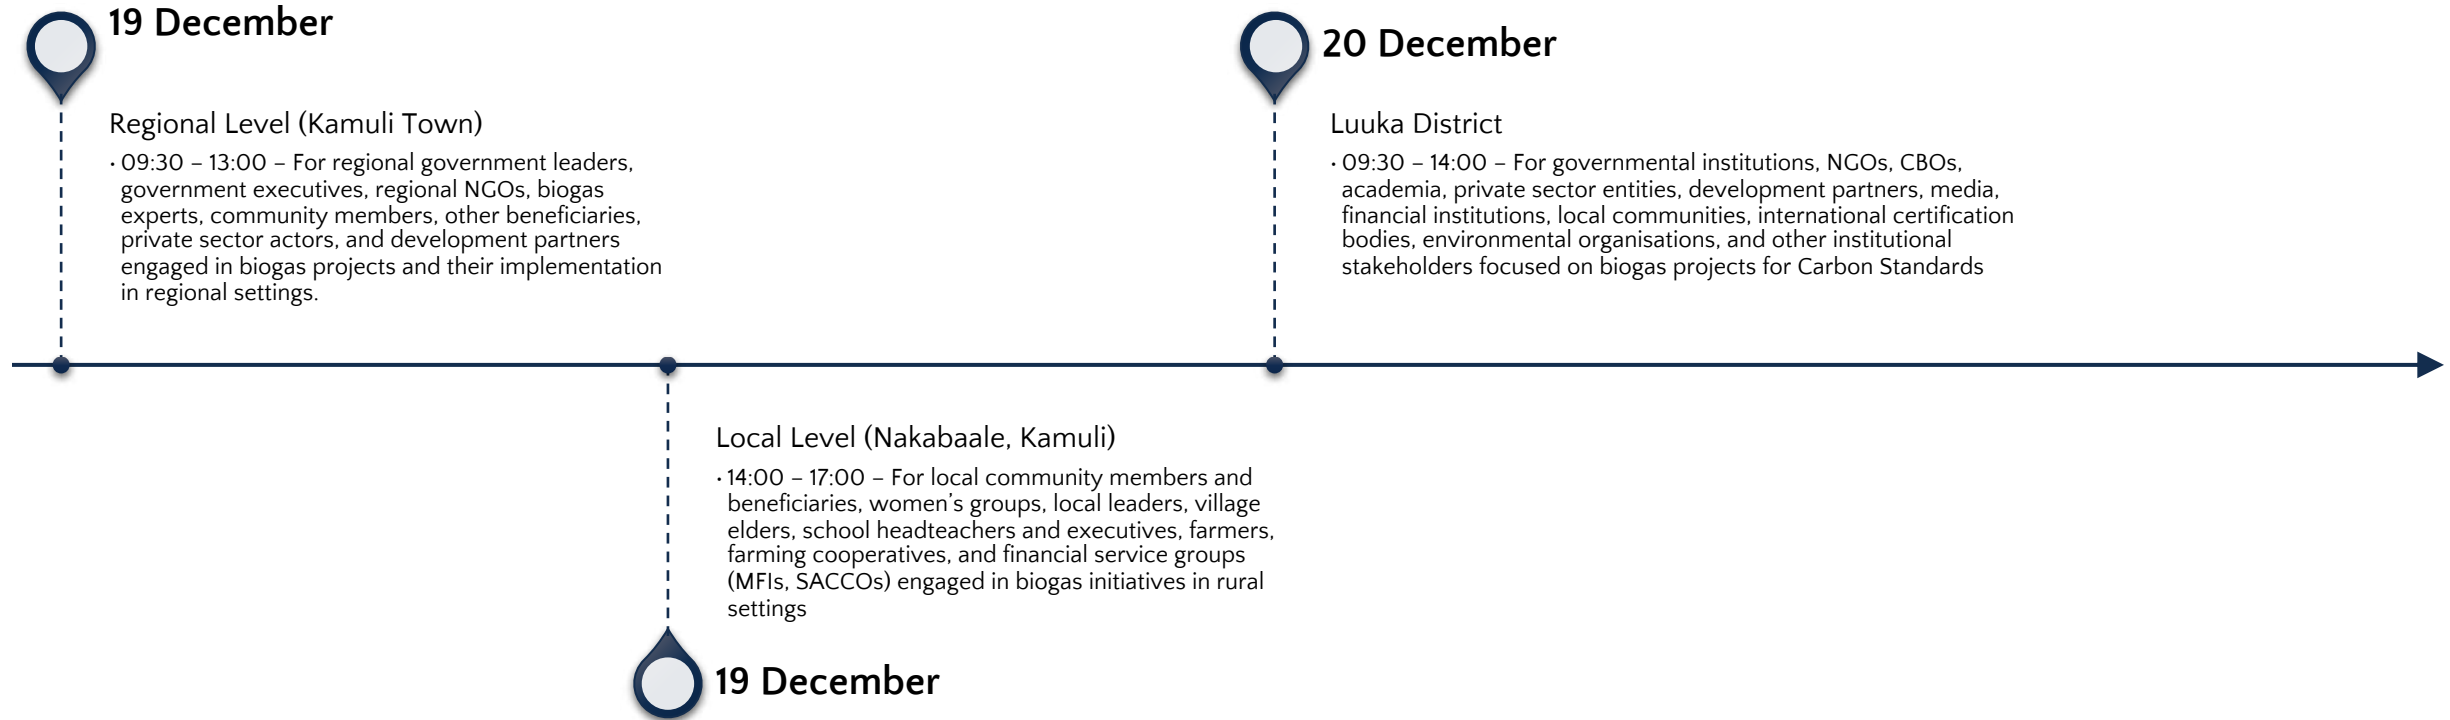 19 December
Regional Level (Kamuli Town)
• 09:30 – 13:00 – For regional government leaders,
government executives, regional NGOs, biogas
experts, community members, other beneficiaries,
private sector actors, and development partners
engaged in biogas projects and their implementation
in regional settings.
Local Level (Nakabaale, Kamuli)
• 14:00 – 17:00 – For local community members and
beneficiaries, women’s groups, local leaders, village
elders, school headteachers and executives, farmers,
farming cooperatives, and financial service groups
(MFIs, SACCOs) engaged in biogas initiatives in rural
settings
19 December
20 December
Luuka District
• 09:30 – 14:00 – For governmental institutions, NGOs, CBOs,
academia, private sector entities, development partners, media,
financial institutions, local communities, international certification
bodies, environmental organisations, and other institutional
stakeholders focused on biogas projects for Carbon Standards